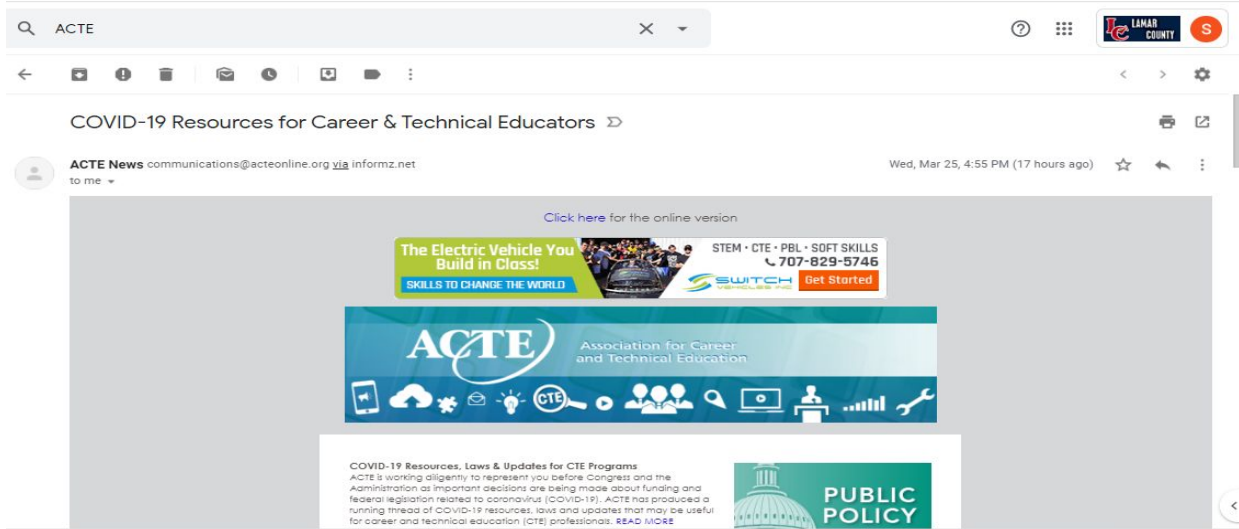 ACTE
LAMAR
COUNTY
LC
S
COVID-19 Resources for Career & Technical Educators
ACTE News communications@acteonline.org via informz.net
Wed, Mar 25, 4:55 PM (17 hours ago)
to me
Click here for the online version
The Electric Vehicle You
Build in Class!
SKILLS TO CHANGE THE WORLD
STEM • CTE • PBL • SOFT SKILLS
707-829-5746
SWITCH
VEHICLES INC
Get Started
ACTE
Association for Career
and Technical Education
CTE
COVID-19 Resources, Laws & Updates for CTE Programs
ACTE is working diligently to represent you before Congress and the
Administration as important decisions are being made about funding and
federal legislation related to coronavirus (COVID-19). ACTE has produced a
running thread of COVID-19 resources, laws and updates that may be useful
for career and technical education (CTE) professionals. READ MORE
PUBLIC
POLICY